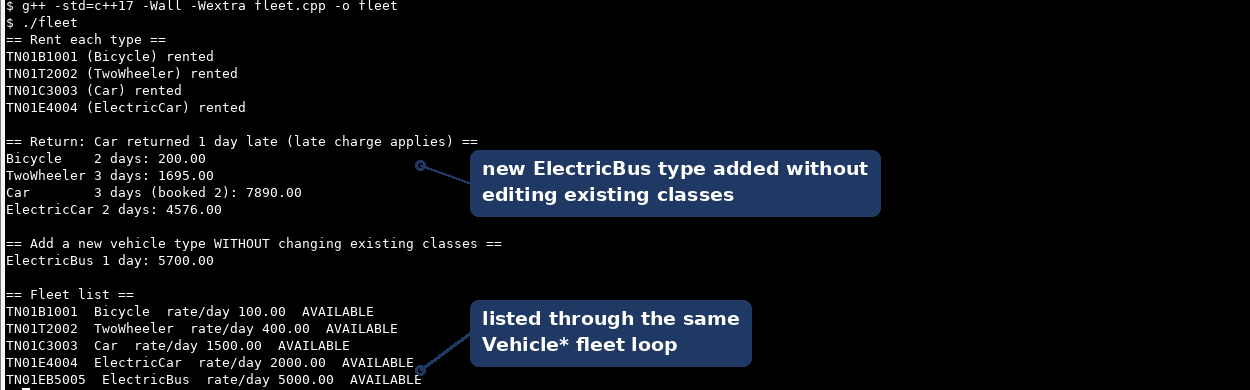 $ g++ -std=c++17 -Wall -Wextra fleet.cpp -o fleet
$ ./fleet
== Rent each type ==
TN01B1001 (Bicycle) rented
TN01T2002 (TwoWheeler) rented
TN01C3003 (Car) rented
TN01E4004 (ElectricCar) rented
== Return: Car returned 1 day late (late charge applies) ==
Bicycle    2 days: 200.00
TwoWheeler 3 days: 1695.00
Car        3 days (booked 2): 7890.00
ElectricCar 2 days: 4576.00
new ElectricBus type added without
editing existing classes
== Add a new vehicle type WITHOUT changing existing classes ==
ElectricBus 1 day: 5700.00
== Fleet list ==
TN01B1001  Bicycle  rate/day 100.00  AVAILABLE
TN01T2002  TwoWheeler  rate/day 400.00  AVAILABLE
TN01C3003  Car  rate/day 1500.00  AVAILABLE
TN01E4004  ElectricCar  rate/day 2000.00  AVAILABLE
TN01EB5005  ElectricBus  rate/day 5000.00  AVAILABLE
listed through the same
Vehicle* fleet loop